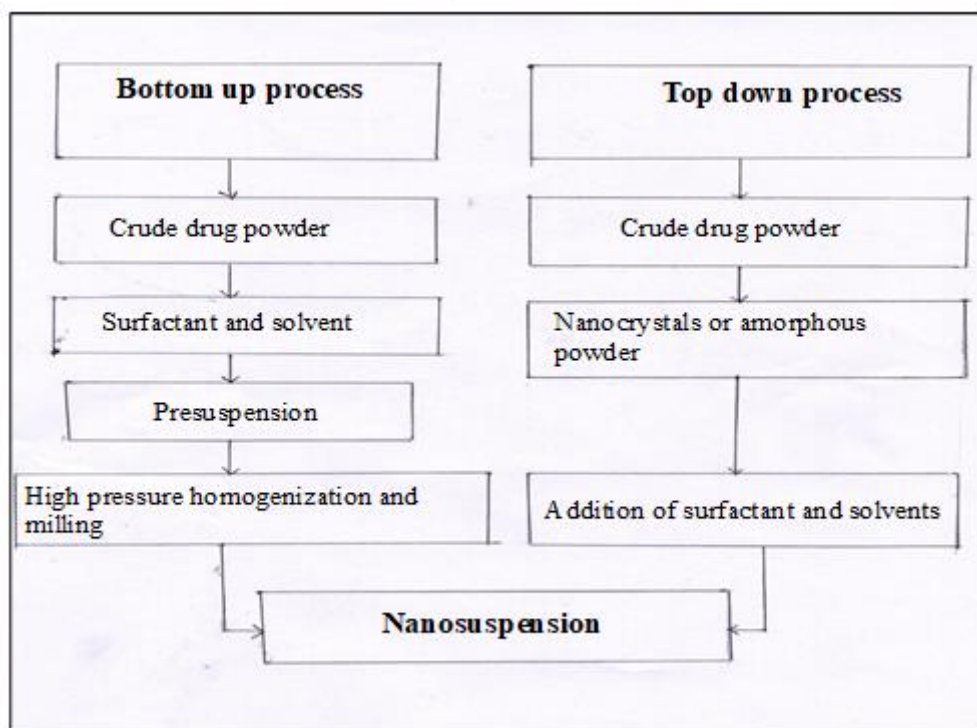 Bottom up process
Crude drug powder
Surfactant and solvent
Presuspension
High pressure homogenization and
milling
Top down process
Crude drug powder
Nanocrystals or amorphous
powder
Addition of surfactant and solvents
Nanosuspension